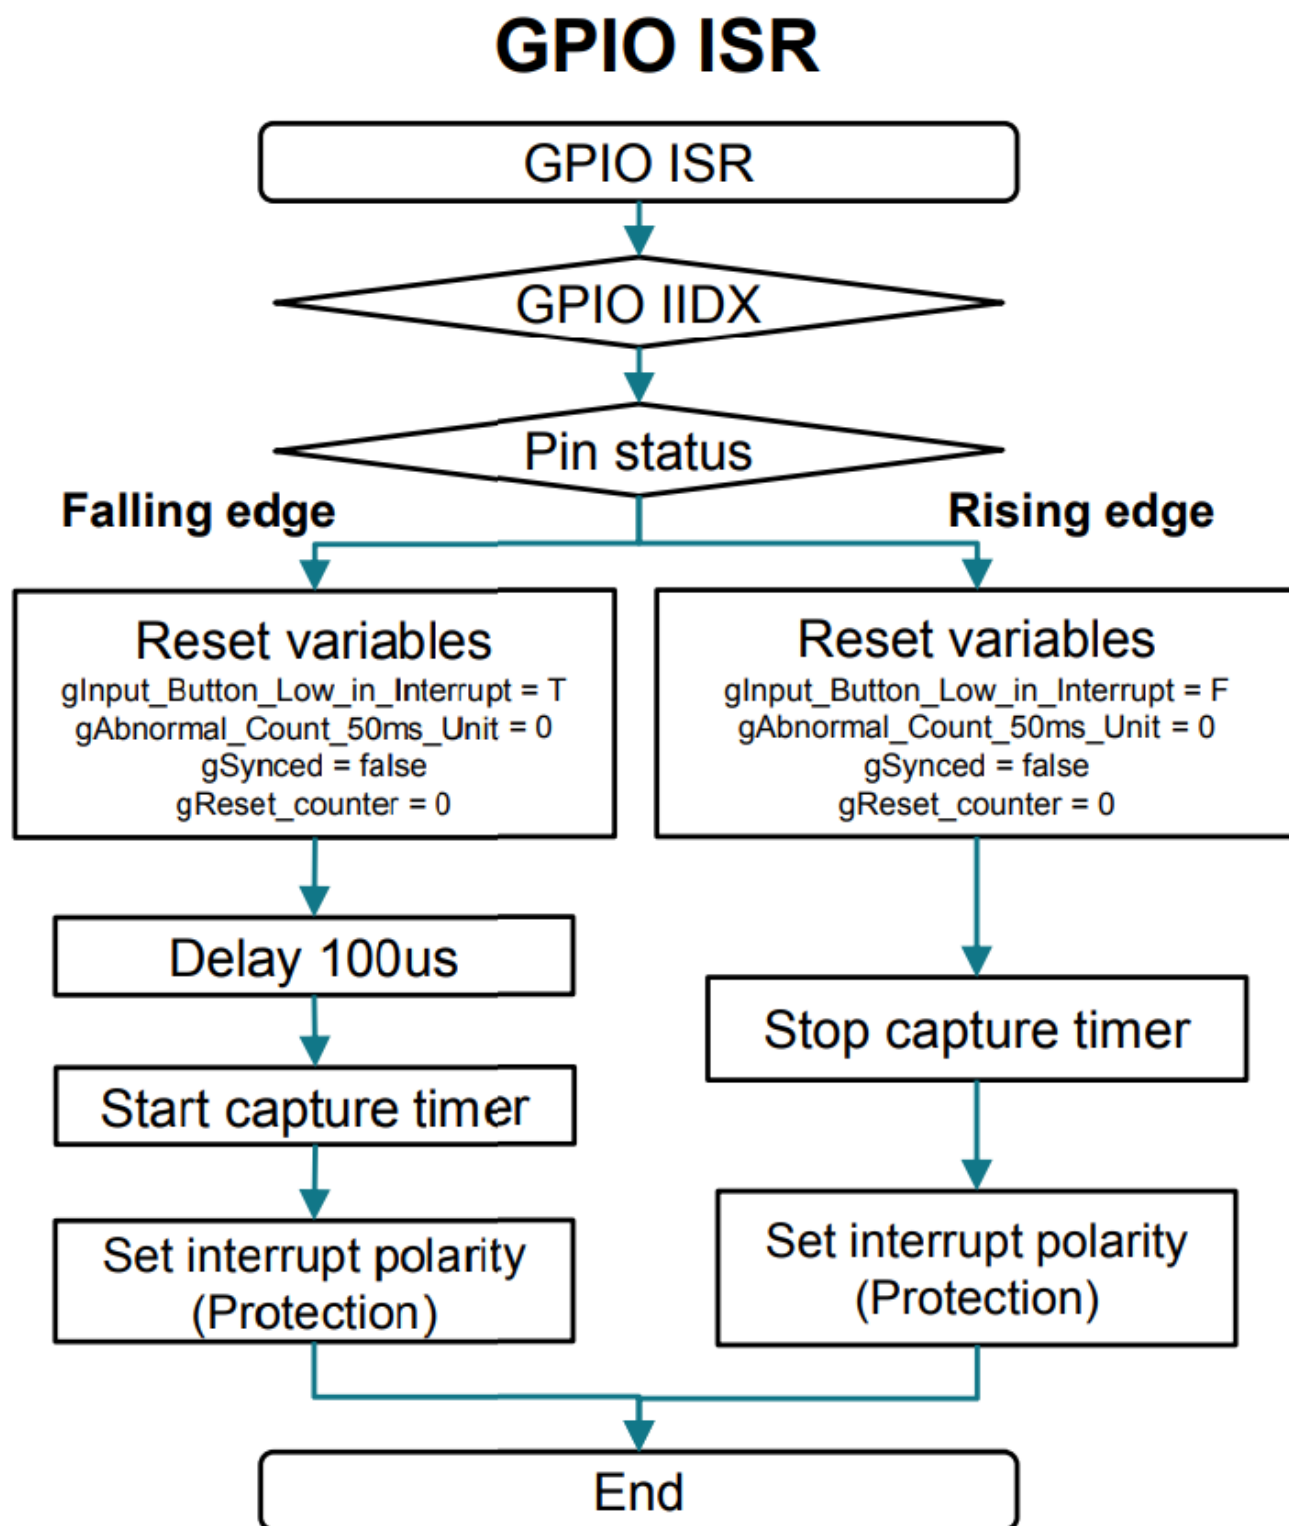 GPIO ISR
GPIO ISR
GPIO IIDX
Pin status
Falling edge
Rising edge
Reset variables
gInput_Button_Low_in_Interrupt = T
gAbnormal_Count_50ms_Unit = 0
gSynced = false
gReset_counter = 0
Reset variables
gInput_Button_Low_in_Interrupt = F
gAbnormal_Count_50ms_Unit = 0
gSynced = false
gReset_counter = 0
Delay 100us
Start capture timer
Set interrupt polarity
(Protection)
Stop capture timer
Set interrupt polarity
(Protection)
End